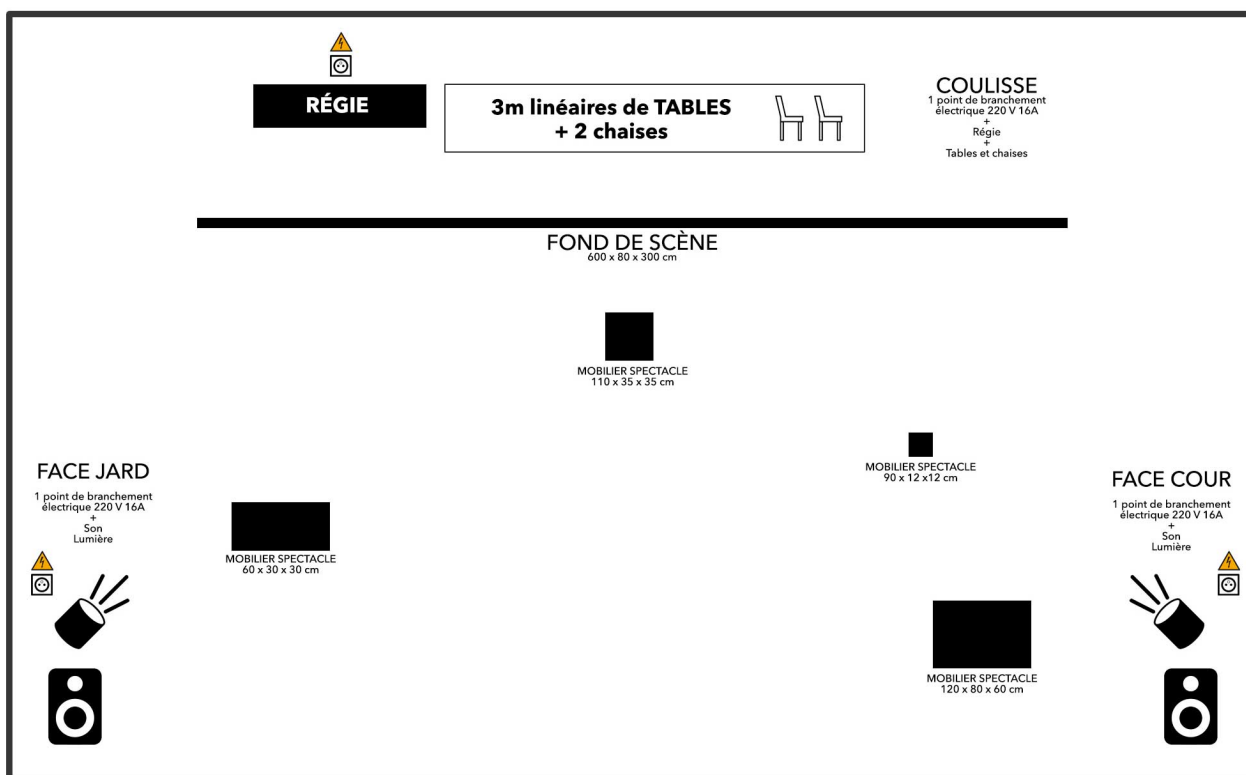 RÉGIE
3m linéaires de TABLES
+ 2 chaises
COULISSE
1 point de branchement
électrique 220 V 16A
+
Régie
+
Tables et chaises
FOND DE SCÈNE
600 x 80 x 300 cm
MOBILIER SPECTACLE
110 x 35 x 35 cm
MOBILIER SPECTACLE
90 x 12 x12 cm
FACE JARD
1 point de branchement
électrique 220 V 16A
+
Son
Lumière
MOBILIER SPECTACLE
60 x 30 x 30 cm
FACE COUR
1 point de branchement
électrique 220 V 16A
+
Son
Lumière
MOBILIER SPECTACLE
120 x 80 x 60 cm